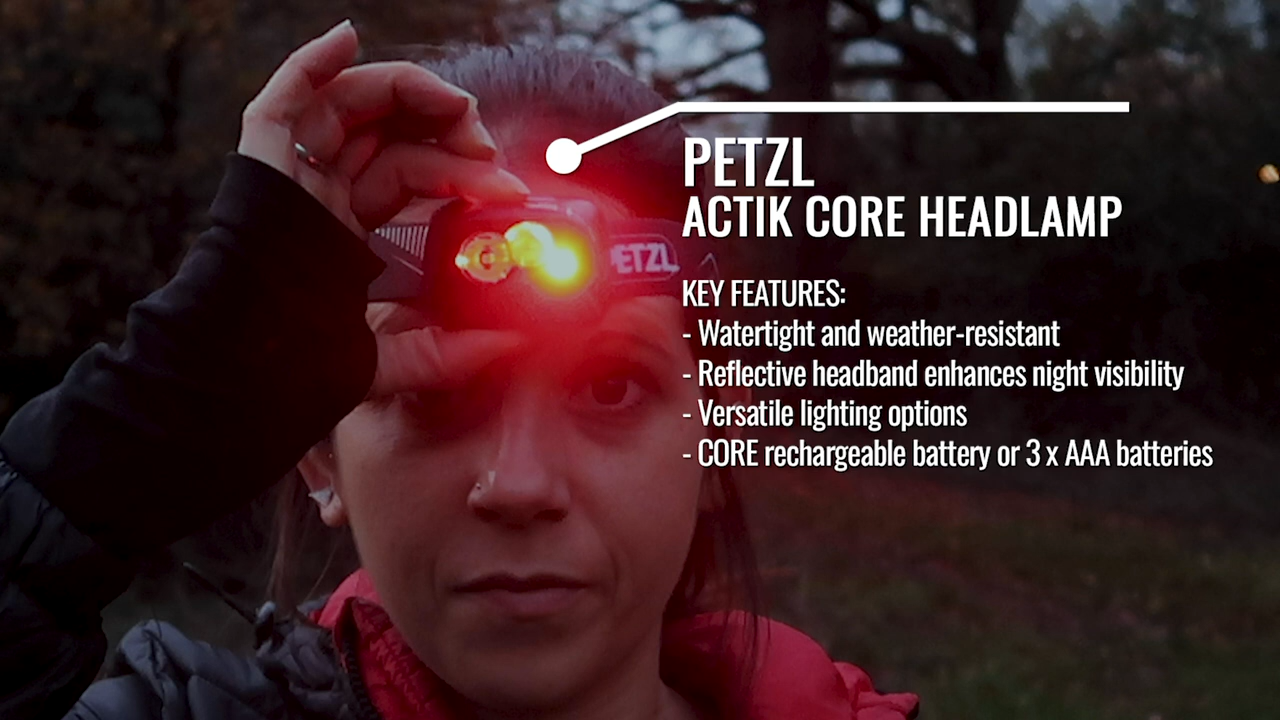 PETZL
ACTIK CORE HEADLAMP
PETZL
KEY FEATURES:
- Watertight and weather-resistant
- Reflective headband enhances night visibility
- Versatile lighting options
- CORE rechargeable battery or 3 x AAA batteries